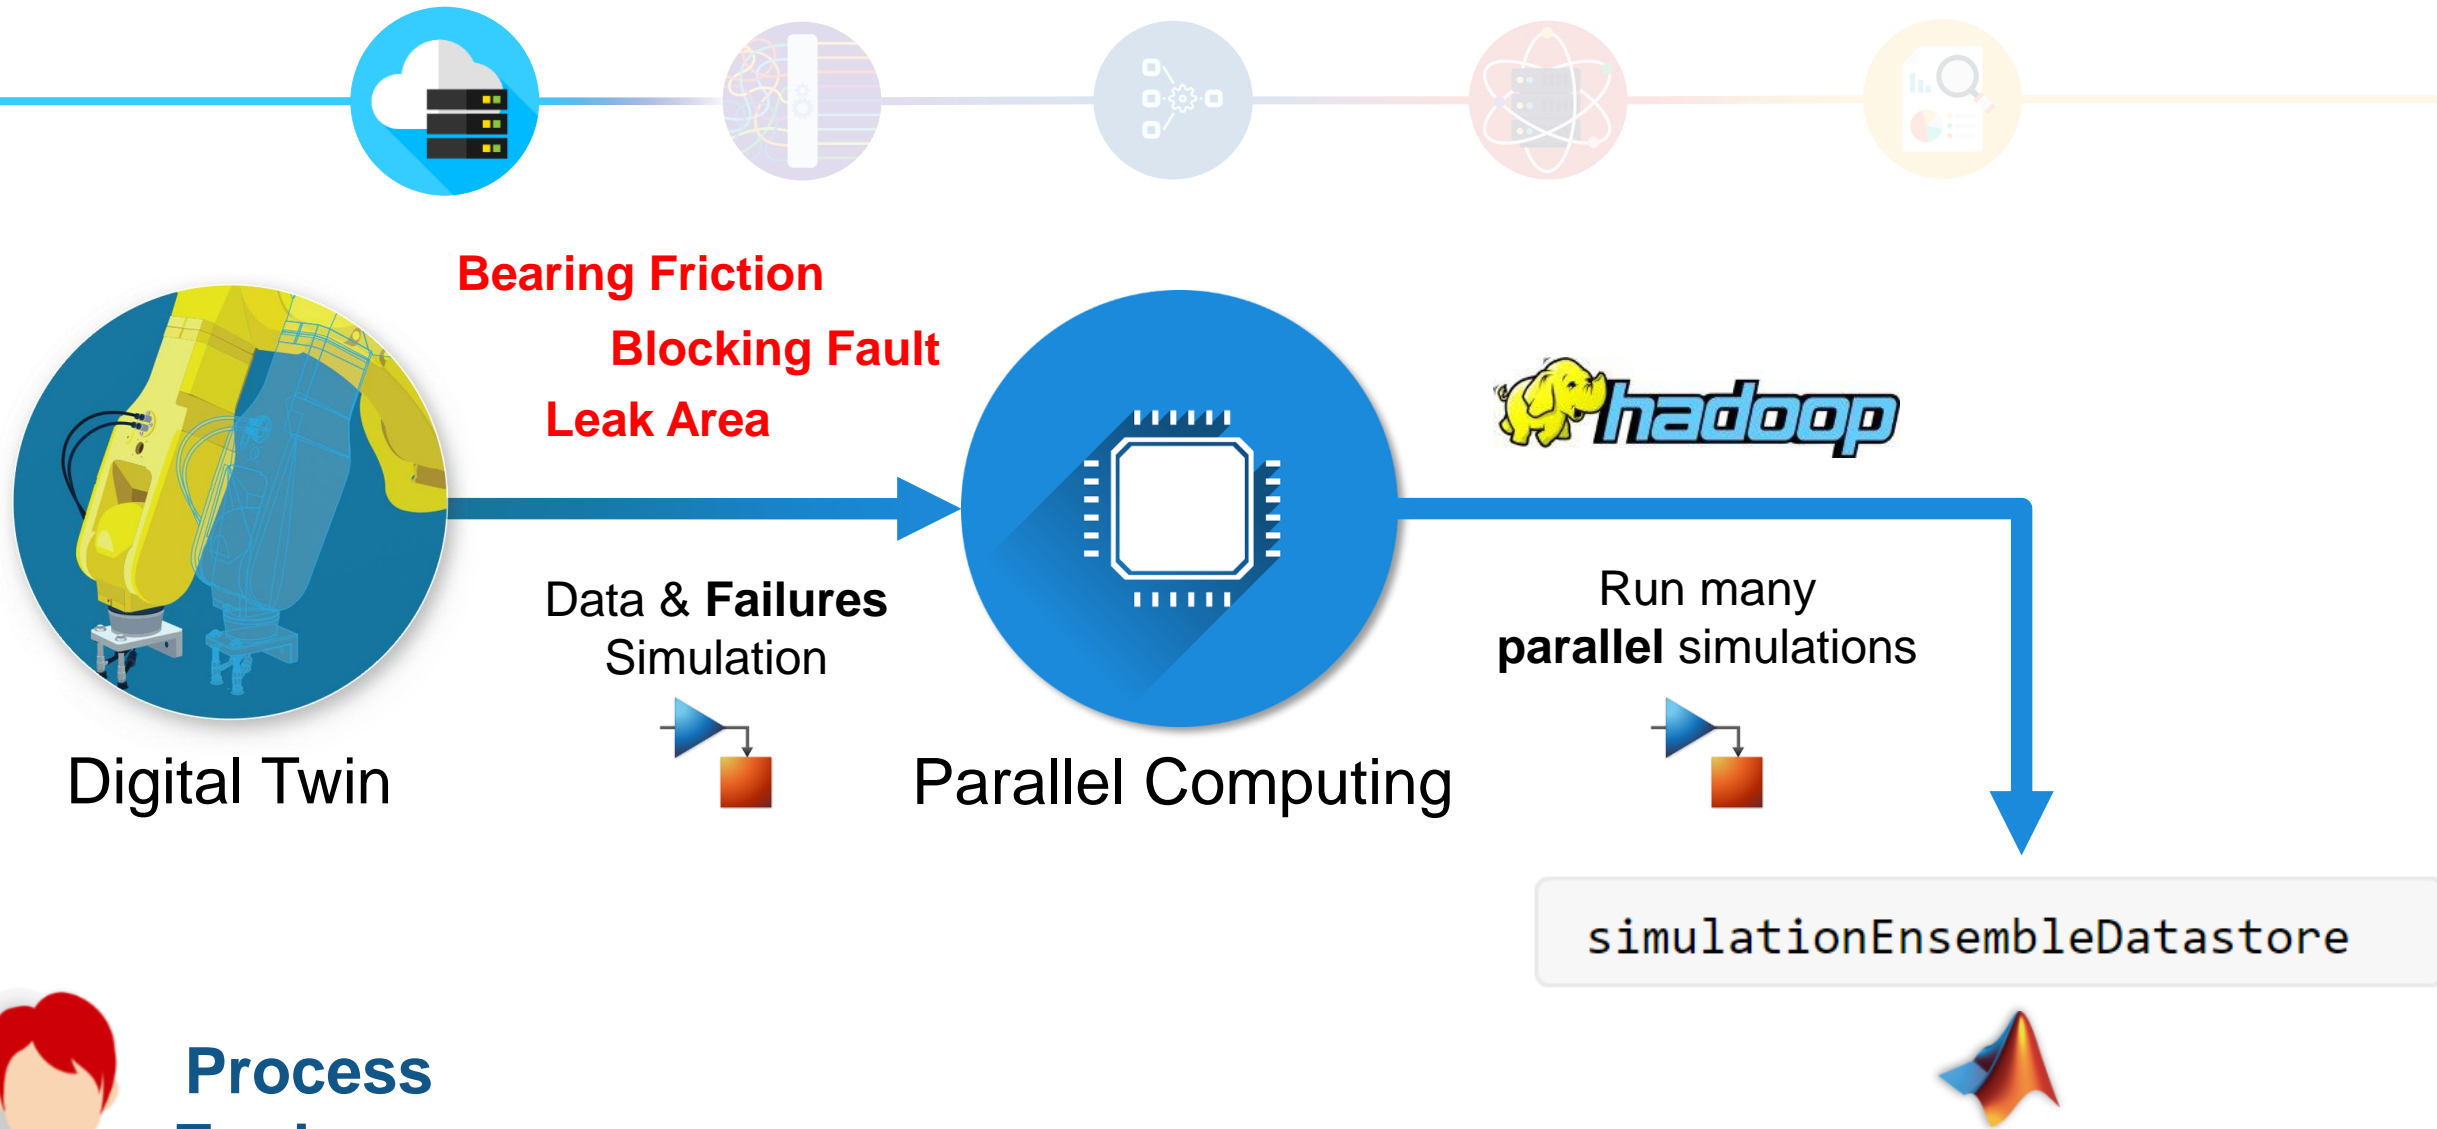 Bearing Friction
Blocking Fault
Leak Area
hadoop
Data & Failures
Simulation
Run many
parallel simulations
Digital Twin
Parallel Computing
simulationEnsembleDatastore
Process